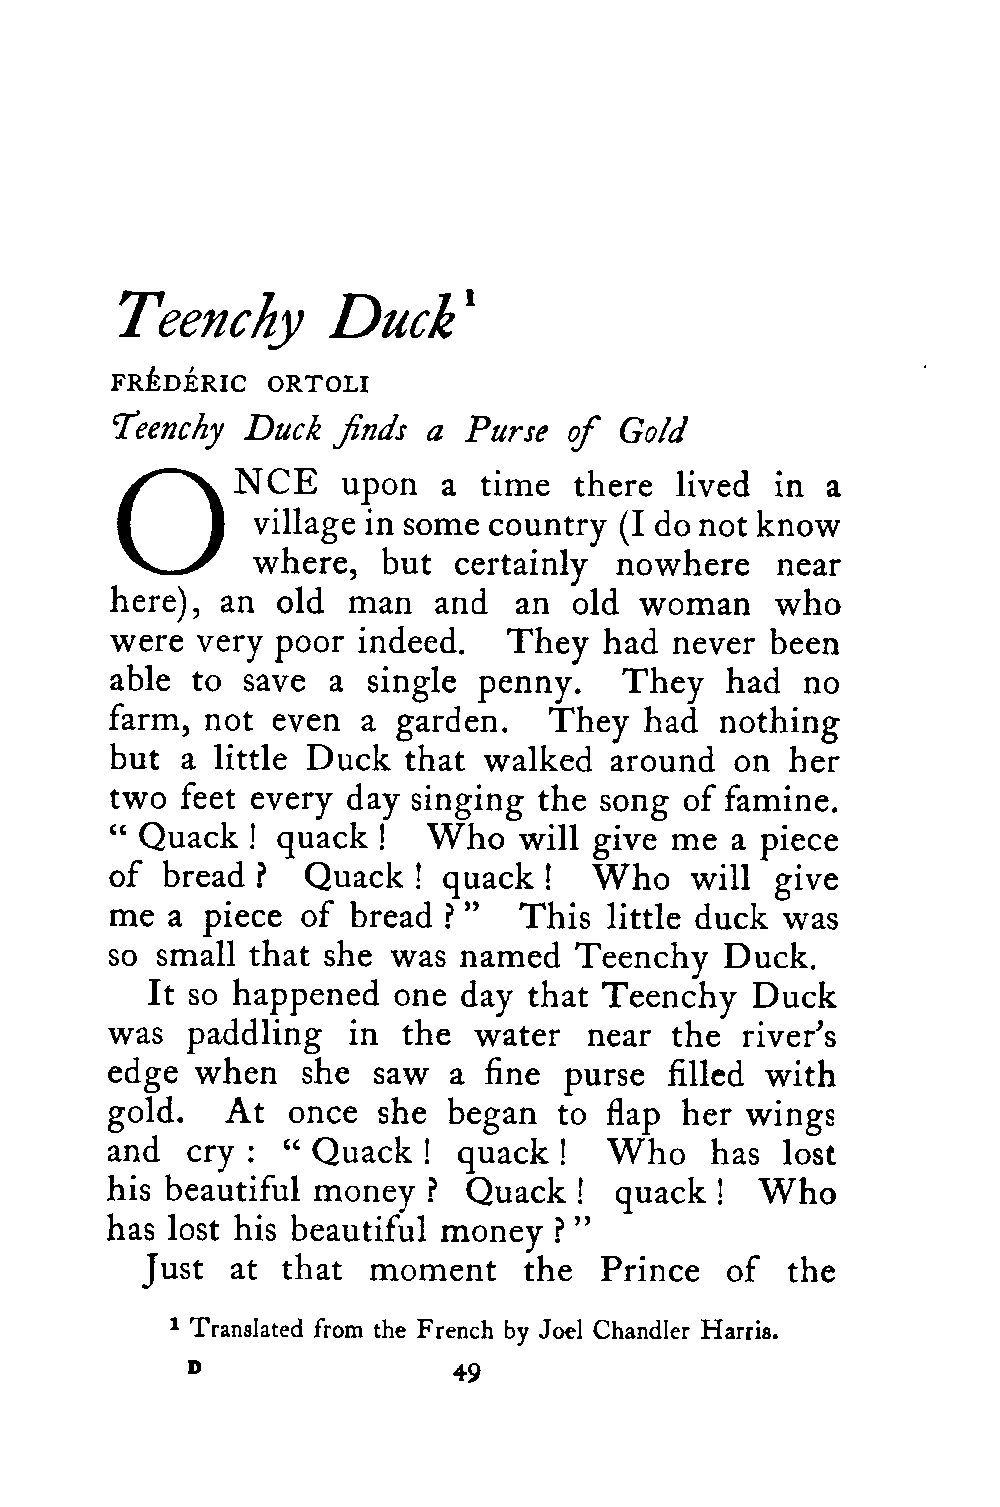 Teenchy Duck¹
FRÉDÉRIC ORTOLI
Teenchy Duck finds a Purse of Gold
ONCE upon a time there lived in a
village in some country (I do not know
where, but certainly nowhere near
here), an old man and an old woman who
were very poor indeed. They had never been
able to save a single penny. They had no
farm, not even a garden. They had nothing
but a little Duck that walked around on her
two feet every day singing the song of famine.
“ Quack ! quack ! Who will give me a piece
of bread ? Quack ! quack ! Who will give
me a piece of bread ? ” This little duck was
so small that she was named Teenchy Duck.
It so happened one day that Teenchy Duck
was paddling in the water near the river’s
edge when she saw a fine purse filled with
gold. At once she began to flap her wings
and cry : “ Quack ! quack ! Who has lost
his beautiful money ? Quack ! quack ! Who
has lost his beautiful money ? ”
Just at that moment the Prince of the
¹ Translated from the French by Joel Chandler Harris.
D 49